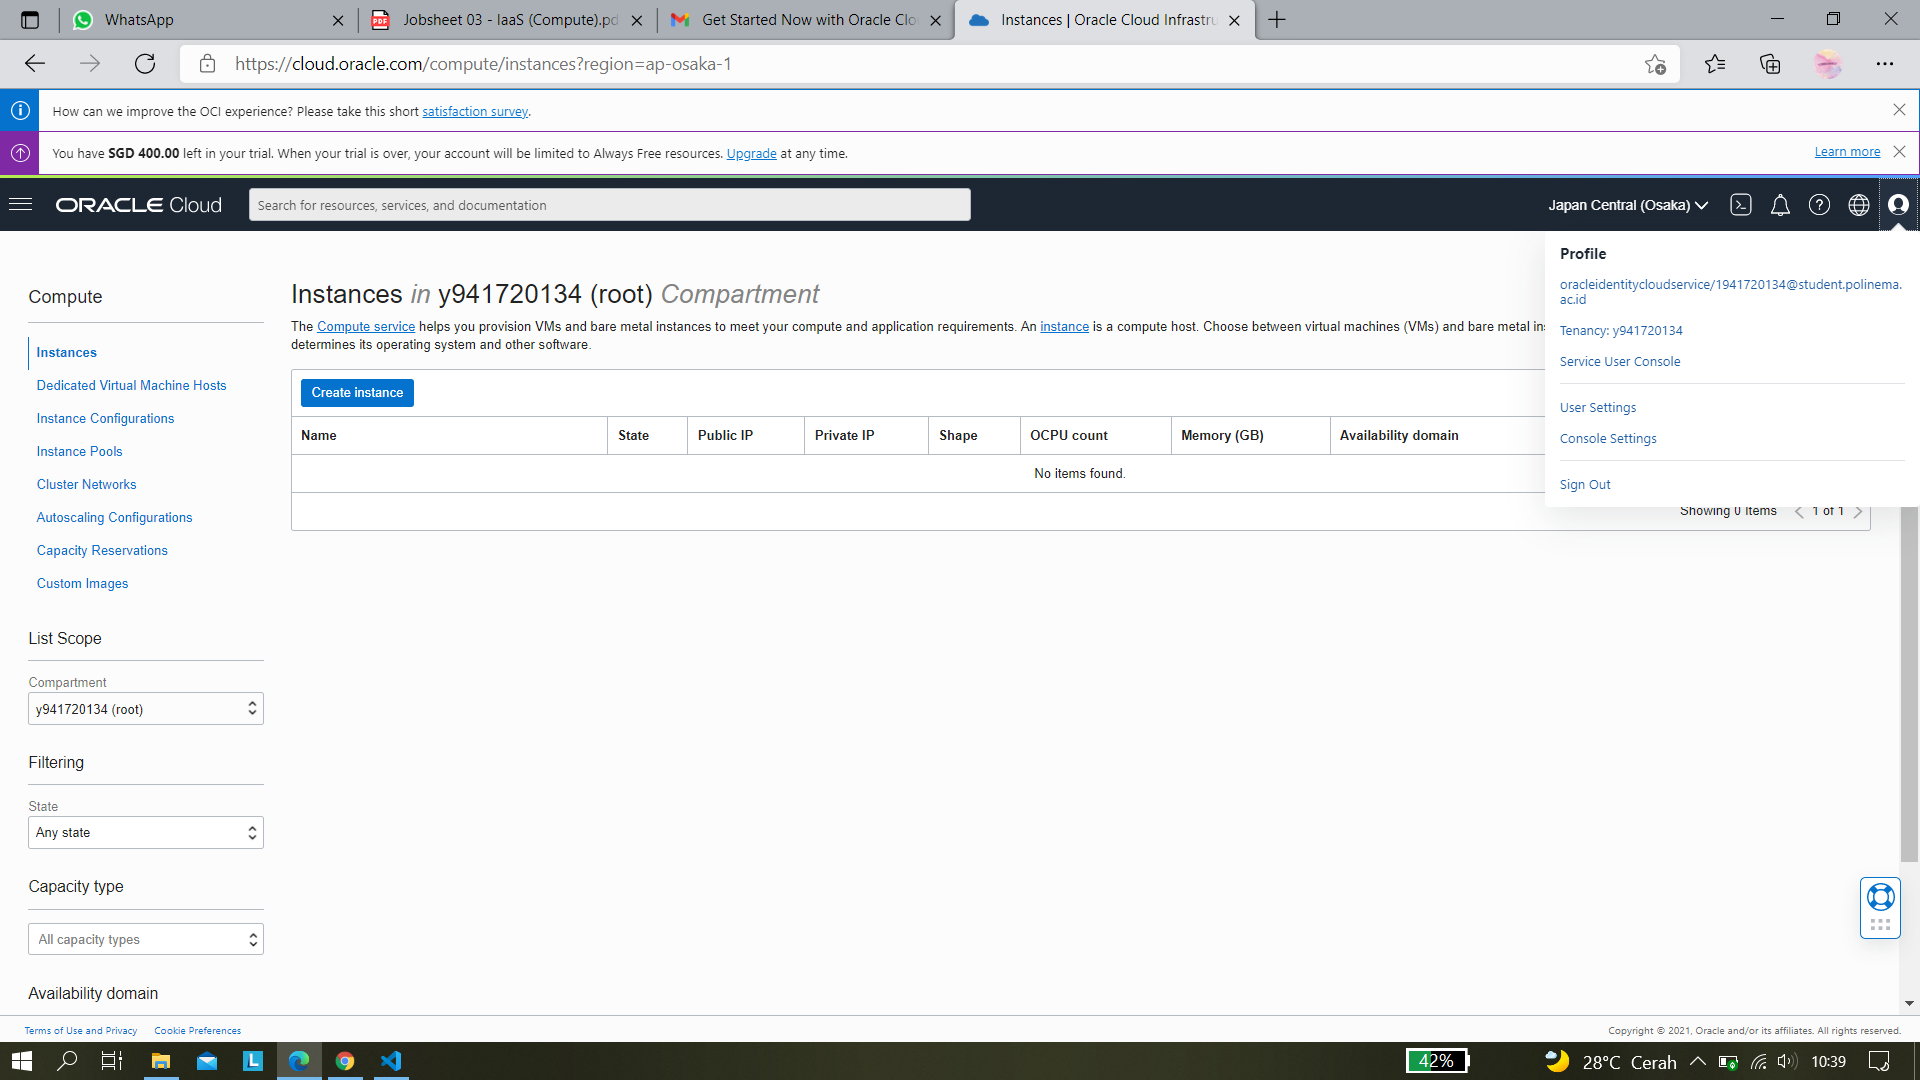 WhatsApp
Jobsheet 03 - IaaS (Compute).pd
Get Started Now with Oracle Clo
Instances | Oracle Cloud Infrastru
https://cloud.oracle.com/compute/instances?region=ap-osaka-1
How can we improve the OCI experience? Please take this short satisfaction survey.
You have SGD 400.00 left in your trial. When your trial is over, your account will be limited to Always Free resources. Upgrade at any time.
Learn more
ORACLE Cloud
Search for resources, services, and documentation
Japan Central (Osaka)
Profile
oracleidentitycloudservice/1941720134@student.polinema.
ac.id
Tenancy: y941720134
Service User Console
User Settings
Console Settings
Sign Out
Compute
Instances
Dedicated Virtual Machine Hosts
Instance Configurations
Instance Pools
Cluster Networks
Autoscaling Configurations
Capacity Reservations
Custom Images
List Scope
Compartment
y941720134 (root)
Filtering
State
Any state
Capacity type
All capacity types
Availability domain
Instances in y941720134 (root) Compartment
The Compute service helps you provision VMs and bare metal instances to meet your compute and application requirements. An instance is a compute host. Choose between virtual machines (VMs) and bare metal ins
determines its operating system and other software.
Create instance
Name State Public IP Private IP Shape OCPU count Memory (GB) Availability domain
No items found.
Showing 0 Items 1 of 1
Terms of Use and Privacy Cookie Preferences
Copyright © 2021, Oracle and/or its affiliates. All rights reserved.
42%
28°C Cerah
10:39